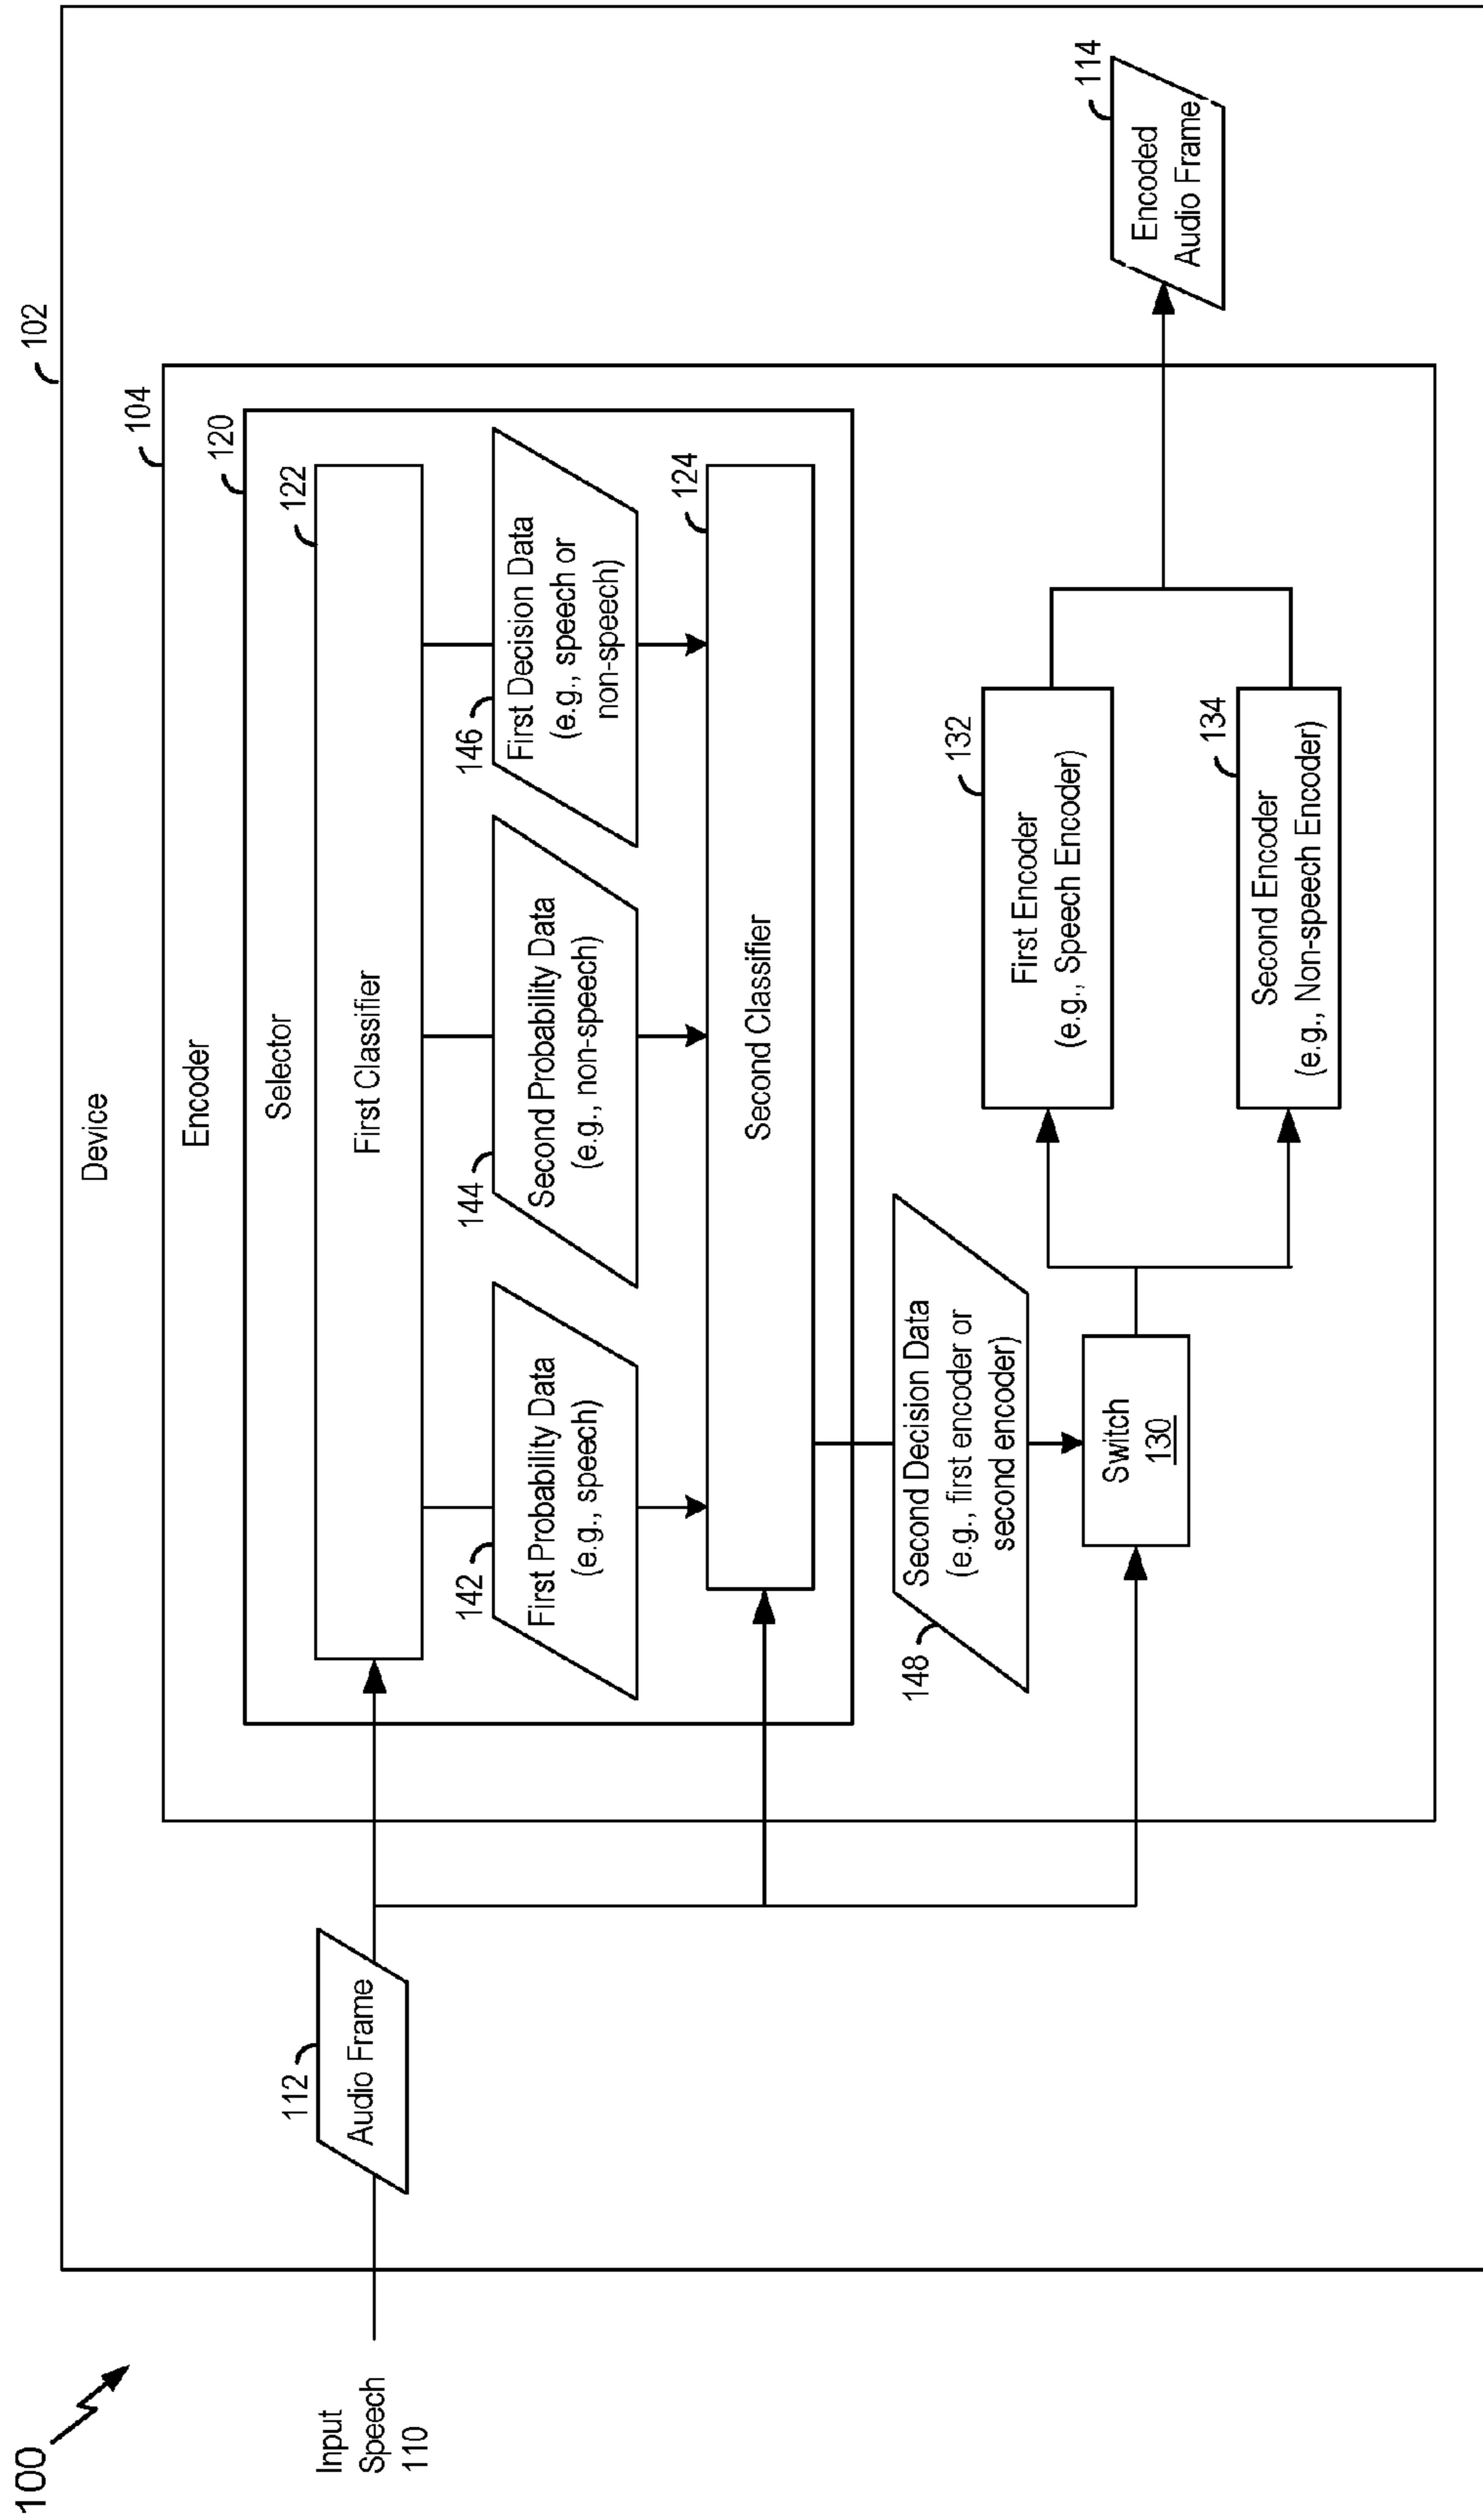 100
102
Device
104
Encoder
120
Selector
122
First Classifier
Input
Speech
110
112
Audio Frame
142
First Probability Data
(e.g., speech)
144
Second Probability Data
(e.g., non-speech)
146
First Decision Data
(e.g., speech or
non-speech)
124
Second Classifier
148
Second Decision Data
(e.g., first encoder or
second encoder)
Switch
130
132
First Encoder
(e.g., Speech Encoder)
134
Second Encoder
(e.g., Non-speech Encoder)
114
Encoded
Audio Frame